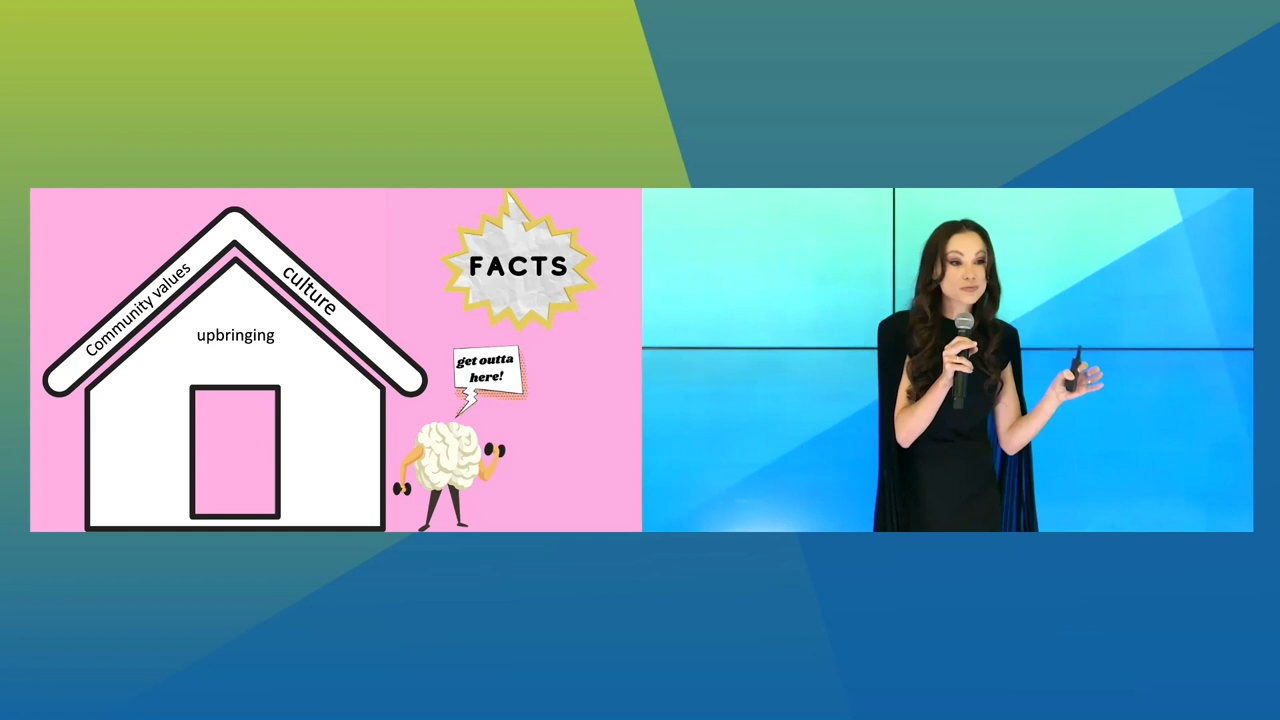 Community values
culture
upbringing
FACTS
get outta
here!